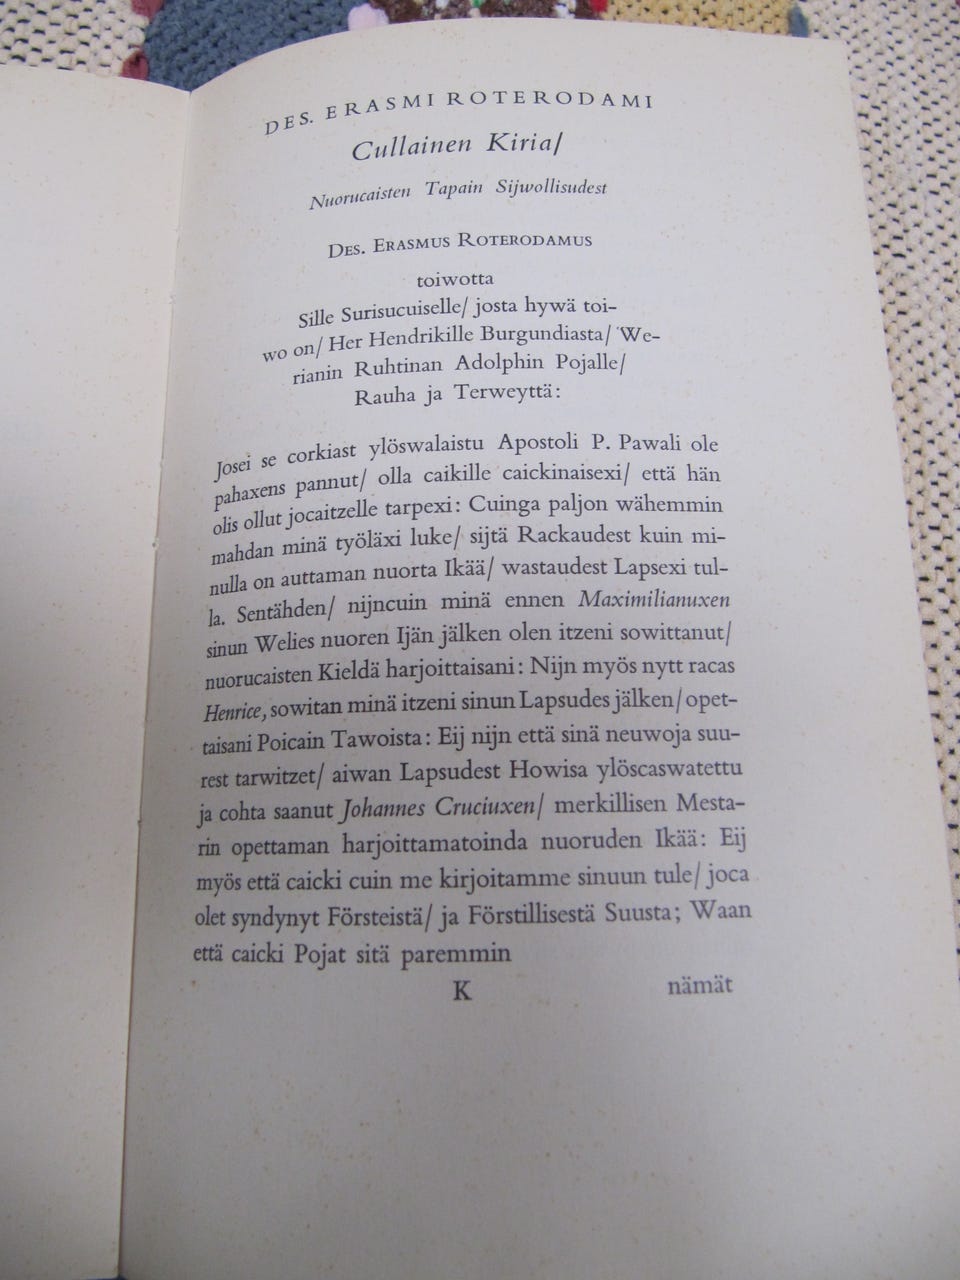 DES. ERASMI ROTERODAMI
Cullainen Kiria/
Nuorucaisten Tapain Sijwollisudest
DES. ERASMUS ROTERODAMUS
toiwotta
Sille Surisucuiselle/ josta hywä toi-
wo on/ Her Hendrikille Burgundiasta/ We-
rianin Ruhtinan Adolphin Pojalle/
Rauha ja Terweyttä:
Josei se corkiast ylöswalaistu Apostoli P. Pawali ole
pahaxens pannut/ olla caikille caickinaisexi/ että hän
olis ollut jocaitzelle tarpexi: Cuinga paljon wähemmin
mahdan minä työläxi luke/ sijtä Rackaudest kuin mi-
nulla on auttaman nuorta Ikää/ wastaudest Lapsexi tul-
la. Sentähden/ nijncuin minä ennen Maximilianuxen
sinun Welies nuoren Ijän jälken olen itzeni sowittanut/
nuorucaisten Kieldä harjoittaisani: Nijn myös nytt racas
Henrice, sowitan minä itzeni sinun Lapsudes jälken/ opet-
taisani Poicain Tawoista: Eij nijn että sinä neuwoja suu-
rest tarwitzet/ aiwan Lapsudest Howisa ylöscaswatettu
ja cohta saanut Johannes Cruciuxen/ merkillisen Mesta-
rin opettaman harjoittamatoinda nuoruden Ikää: Eij
myös että caicki cuin me kirjoitamme sinuun tule/ joca
olet syndynyt Försteistä/ ja Förstillisestä Suusta; Waan
että caicki Pojat sitä paremmin
K nämät